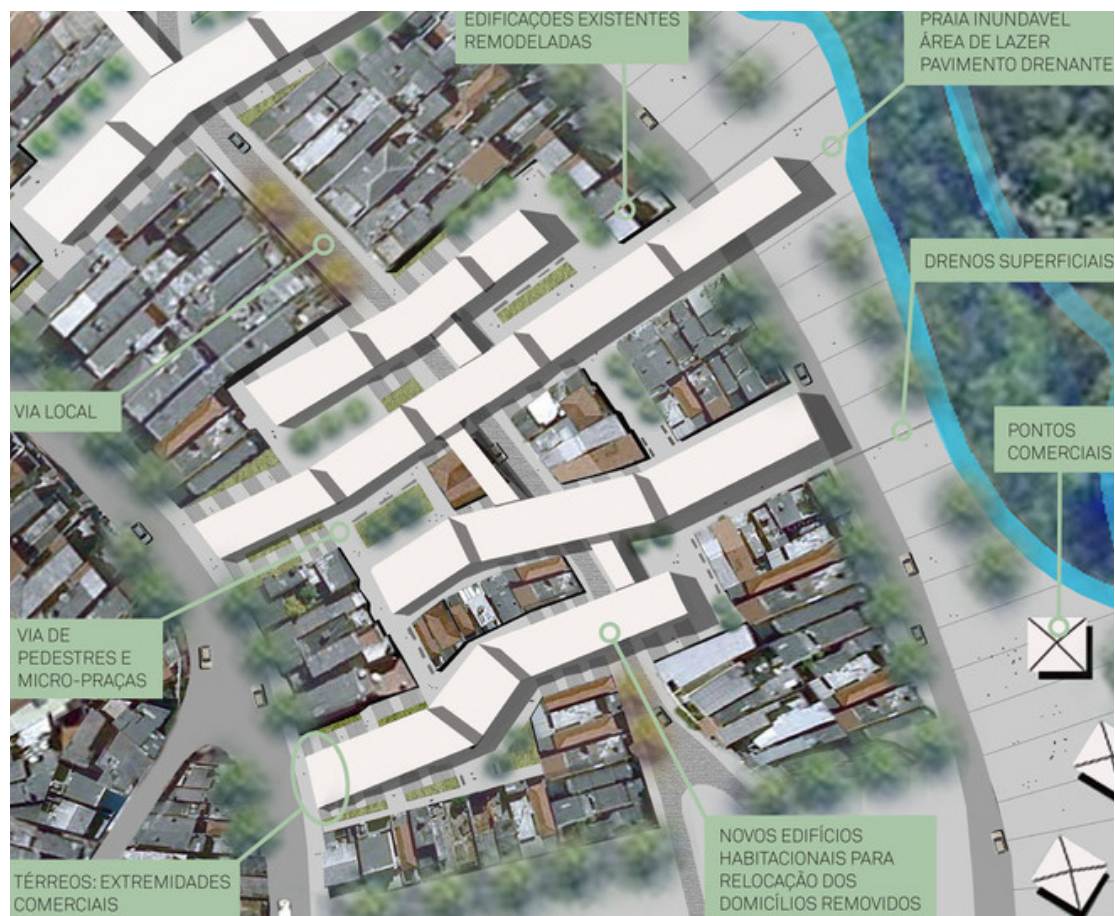 EDIFICAÇÕES EXISTENTES
REMODELADAS
PRAIA INUNDÁVEL
ÁREA DE LAZER
PAVIMENTO DRENANTE
DRENOS SUPERFICIAIS
VIA LOCAL
PONTOS
COMERCIAIS
VIA DE
PEDESTRES E
MICRO-PRAÇAS
TÉRREOS: EXTREMIDADES
COMERCIAIS
NOVOS EDIFÍCIOS
HABITACIONAIS PARA
RELOCAÇÃO DOS
DOMICÍLIOS REMOVIDOS